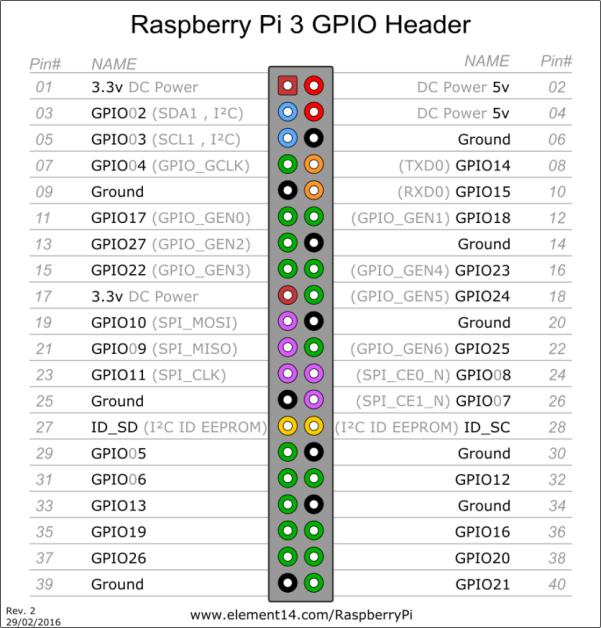 Raspberry Pi 3 GPIO Header
Pin# NAME NAME Pin#
01 3.3v DC Power DC Power 5v 02
03 GPIO02 (SDA1 , I²C) DC Power 5v 04
05 GPIO03 (SCL1 , I²C) Ground 06
07 GPIO04 (GPIO_GCLK) (TXD0) GPIO14 08
09 Ground (RXD0) GPIO15 10
11 GPIO17 (GPIO_GEN0) (GPIO_GEN1) GPIO18 12
13 GPIO27 (GPIO_GEN2) Ground 14
15 GPIO22 (GPIO_GEN3) (GPIO_GEN4) GPIO23 16
17 3.3v DC Power (GPIO_GEN5) GPIO24 18
19 GPIO10 (SPI_MOSI) Ground 20
21 GPIO09 (SPI_MISO) (GPIO_GEN6) GPIO25 22
23 GPIO11 (SPI_CLK) (SPI_CE0_N) GPIO08 24
25 Ground (SPI_CE1_N) GPIO07 26
27 ID_SD (I²C ID EEPROM) (I²C ID EEPROM) ID_SC 28
29 GPIO05 Ground 30
31 GPIO06 GPIO12 32
33 GPIO13 Ground 34
35 GPIO19 GPIO16 36
37 GPIO26 GPIO20 38
39 Ground GPIO21 40
Rev. 2
29/02/2016
www.element14.com/RaspberryPi